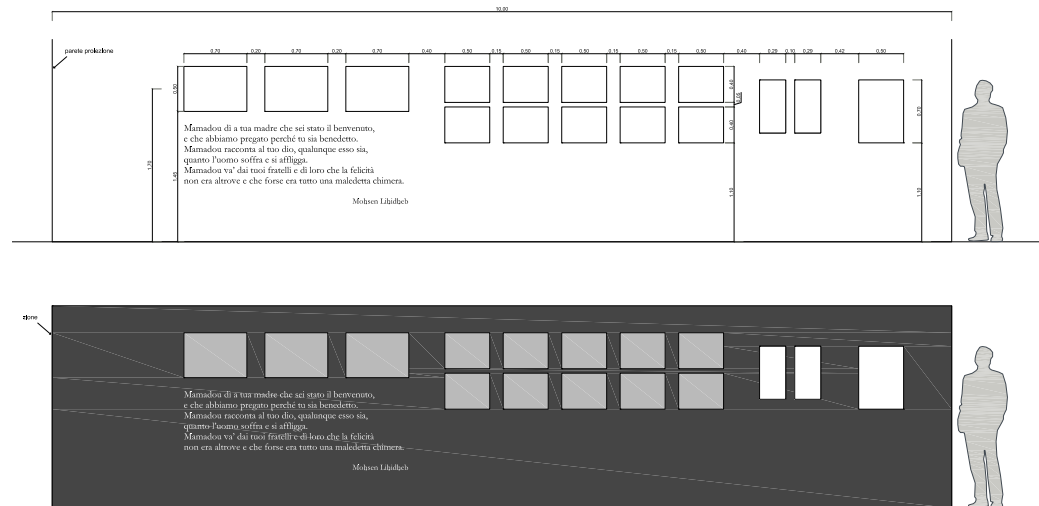 10,00
parete proiezione
0,70 0,20 0,70 0,20 0,70 0,40 0,50 0,15 0,50 0,15 0,50 0,15 0,50 0,15 0,50 0,40 0,29 0,10 0,29 0,42 0,50
0,50
0,40
0,05
0,40
0,70
1,70
1,40
1,10
1,10
Mamadou di a tua madre che sei stato il benvenuto,
e che abbiamo pregato perché tu sia benedetto.
Mamadou racconta al tuo dio, qualunque esso sia,
quanto l'uomo soffra e si affligga.
Mamadou va' dai tuoi fratelli e di loro che la felicità
non era altrove e che forse era tutto una maledetta chimera.
Mohsen Lihidheb
zione
Mamadou di a tua madre che sei stato il benvenuto,
e che abbiamo pregato perché tu sia benedetto.
Mamadou racconta al tuo dio, qualunque esso sia,
quanto l'uomo soffra e si affligga.
Mamadou va' dai tuoi fratelli e di loro che la felicità
non era altrove e che forse era tutto una maledetta chimera.
Mohsen Lihidheb